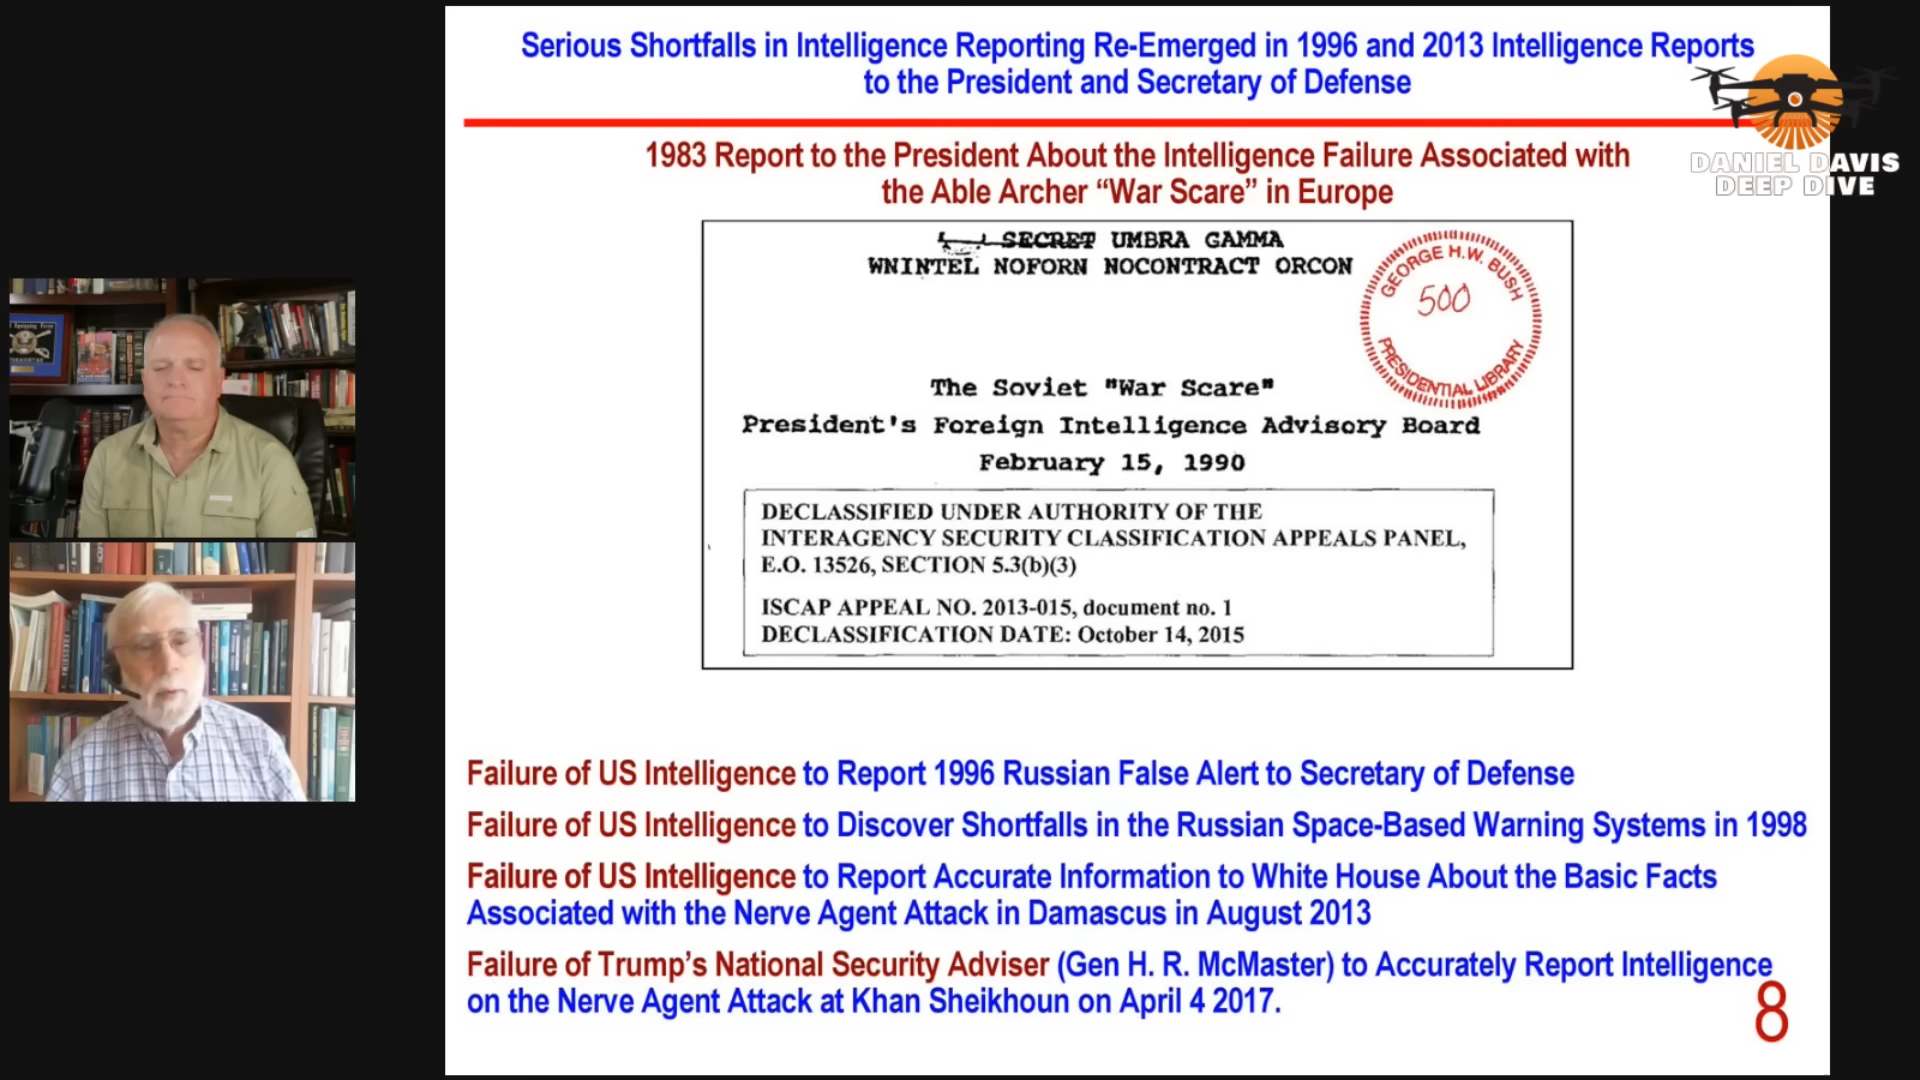 Serious Shortfalls in Intelligence Reporting Re-Emerged in 1996 and 2013 Intelligence Reports
to the President and Secretary of Defense
DANIEL DAVIS
DEEP DIVE
1983 Report to the President About the Intelligence Failure Associated with
the Able Archer “War Scare” in Europe
SECRET UMBRA GAMMA
WNINTEL NOFORN NOCONTRACT ORCON
GEORGE H.W. BUSH
500
PRESIDENTIAL LIBRARY
The Soviet "War Scare"
President's Foreign Intelligence Advisory Board
February 15, 1990
DECLASSIFIED UNDER AUTHORITY OF THE
INTERAGENCY SECURITY CLASSIFICATION APPEALS PANEL,
E.O. 13526, SECTION 5.3(b)(3)
ISCAP APPEAL NO. 2013-015, document no. 1
DECLASSIFICATION DATE: October 14, 2015
Failure of US Intelligence to Report 1996 Russian False Alert to Secretary of Defense
Failure of US Intelligence to Discover Shortfalls in the Russian Space-Based Warning Systems in 1998
Failure of US Intelligence to Report Accurate Information to White House About the Basic Facts
Associated with the Nerve Agent Attack in Damascus in August 2013
Failure of Trump’s National Security Adviser (Gen H. R. McMaster) to Accurately Report Intelligence
on the Nerve Agent Attack at Khan Sheikhoun on April 4 2017.
8